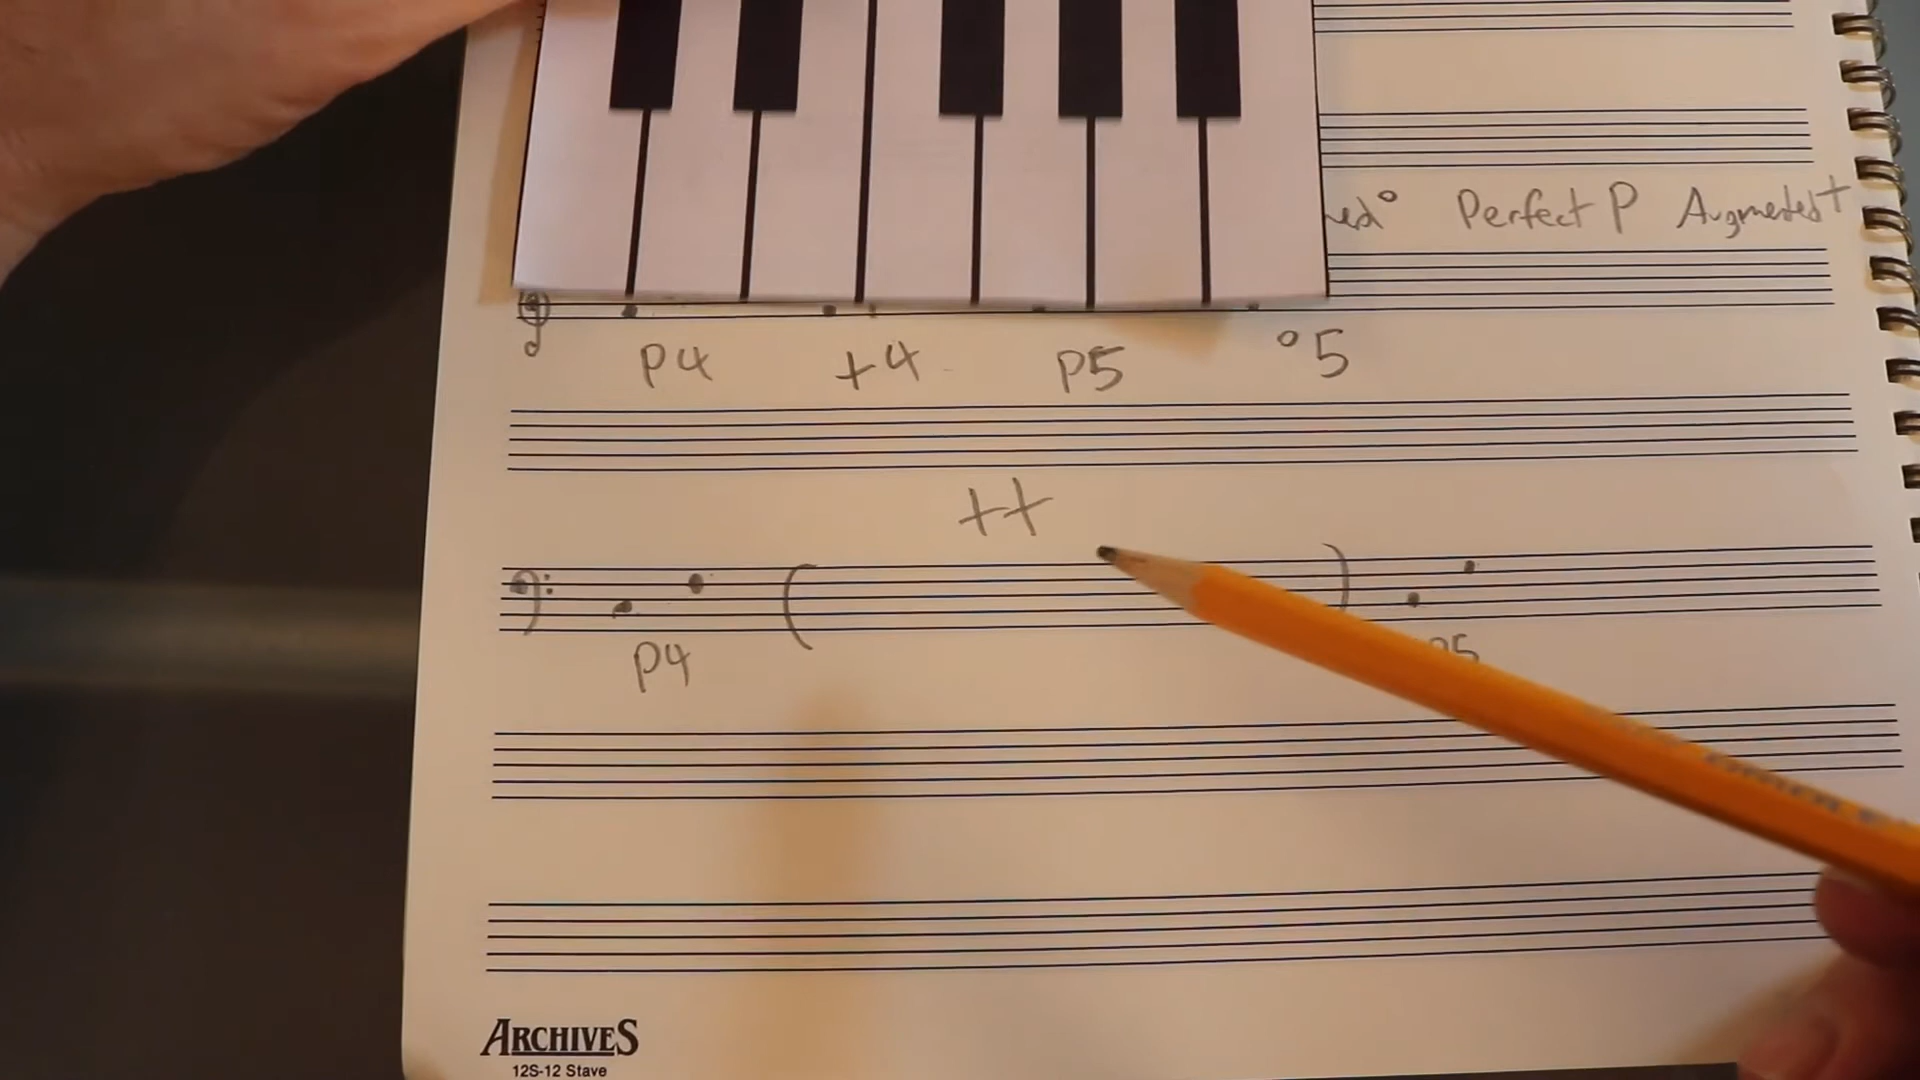 Perfect P Augmented+
P4 +4 P5 °5
++
P4
ARCHIVES
12S-12 Stave